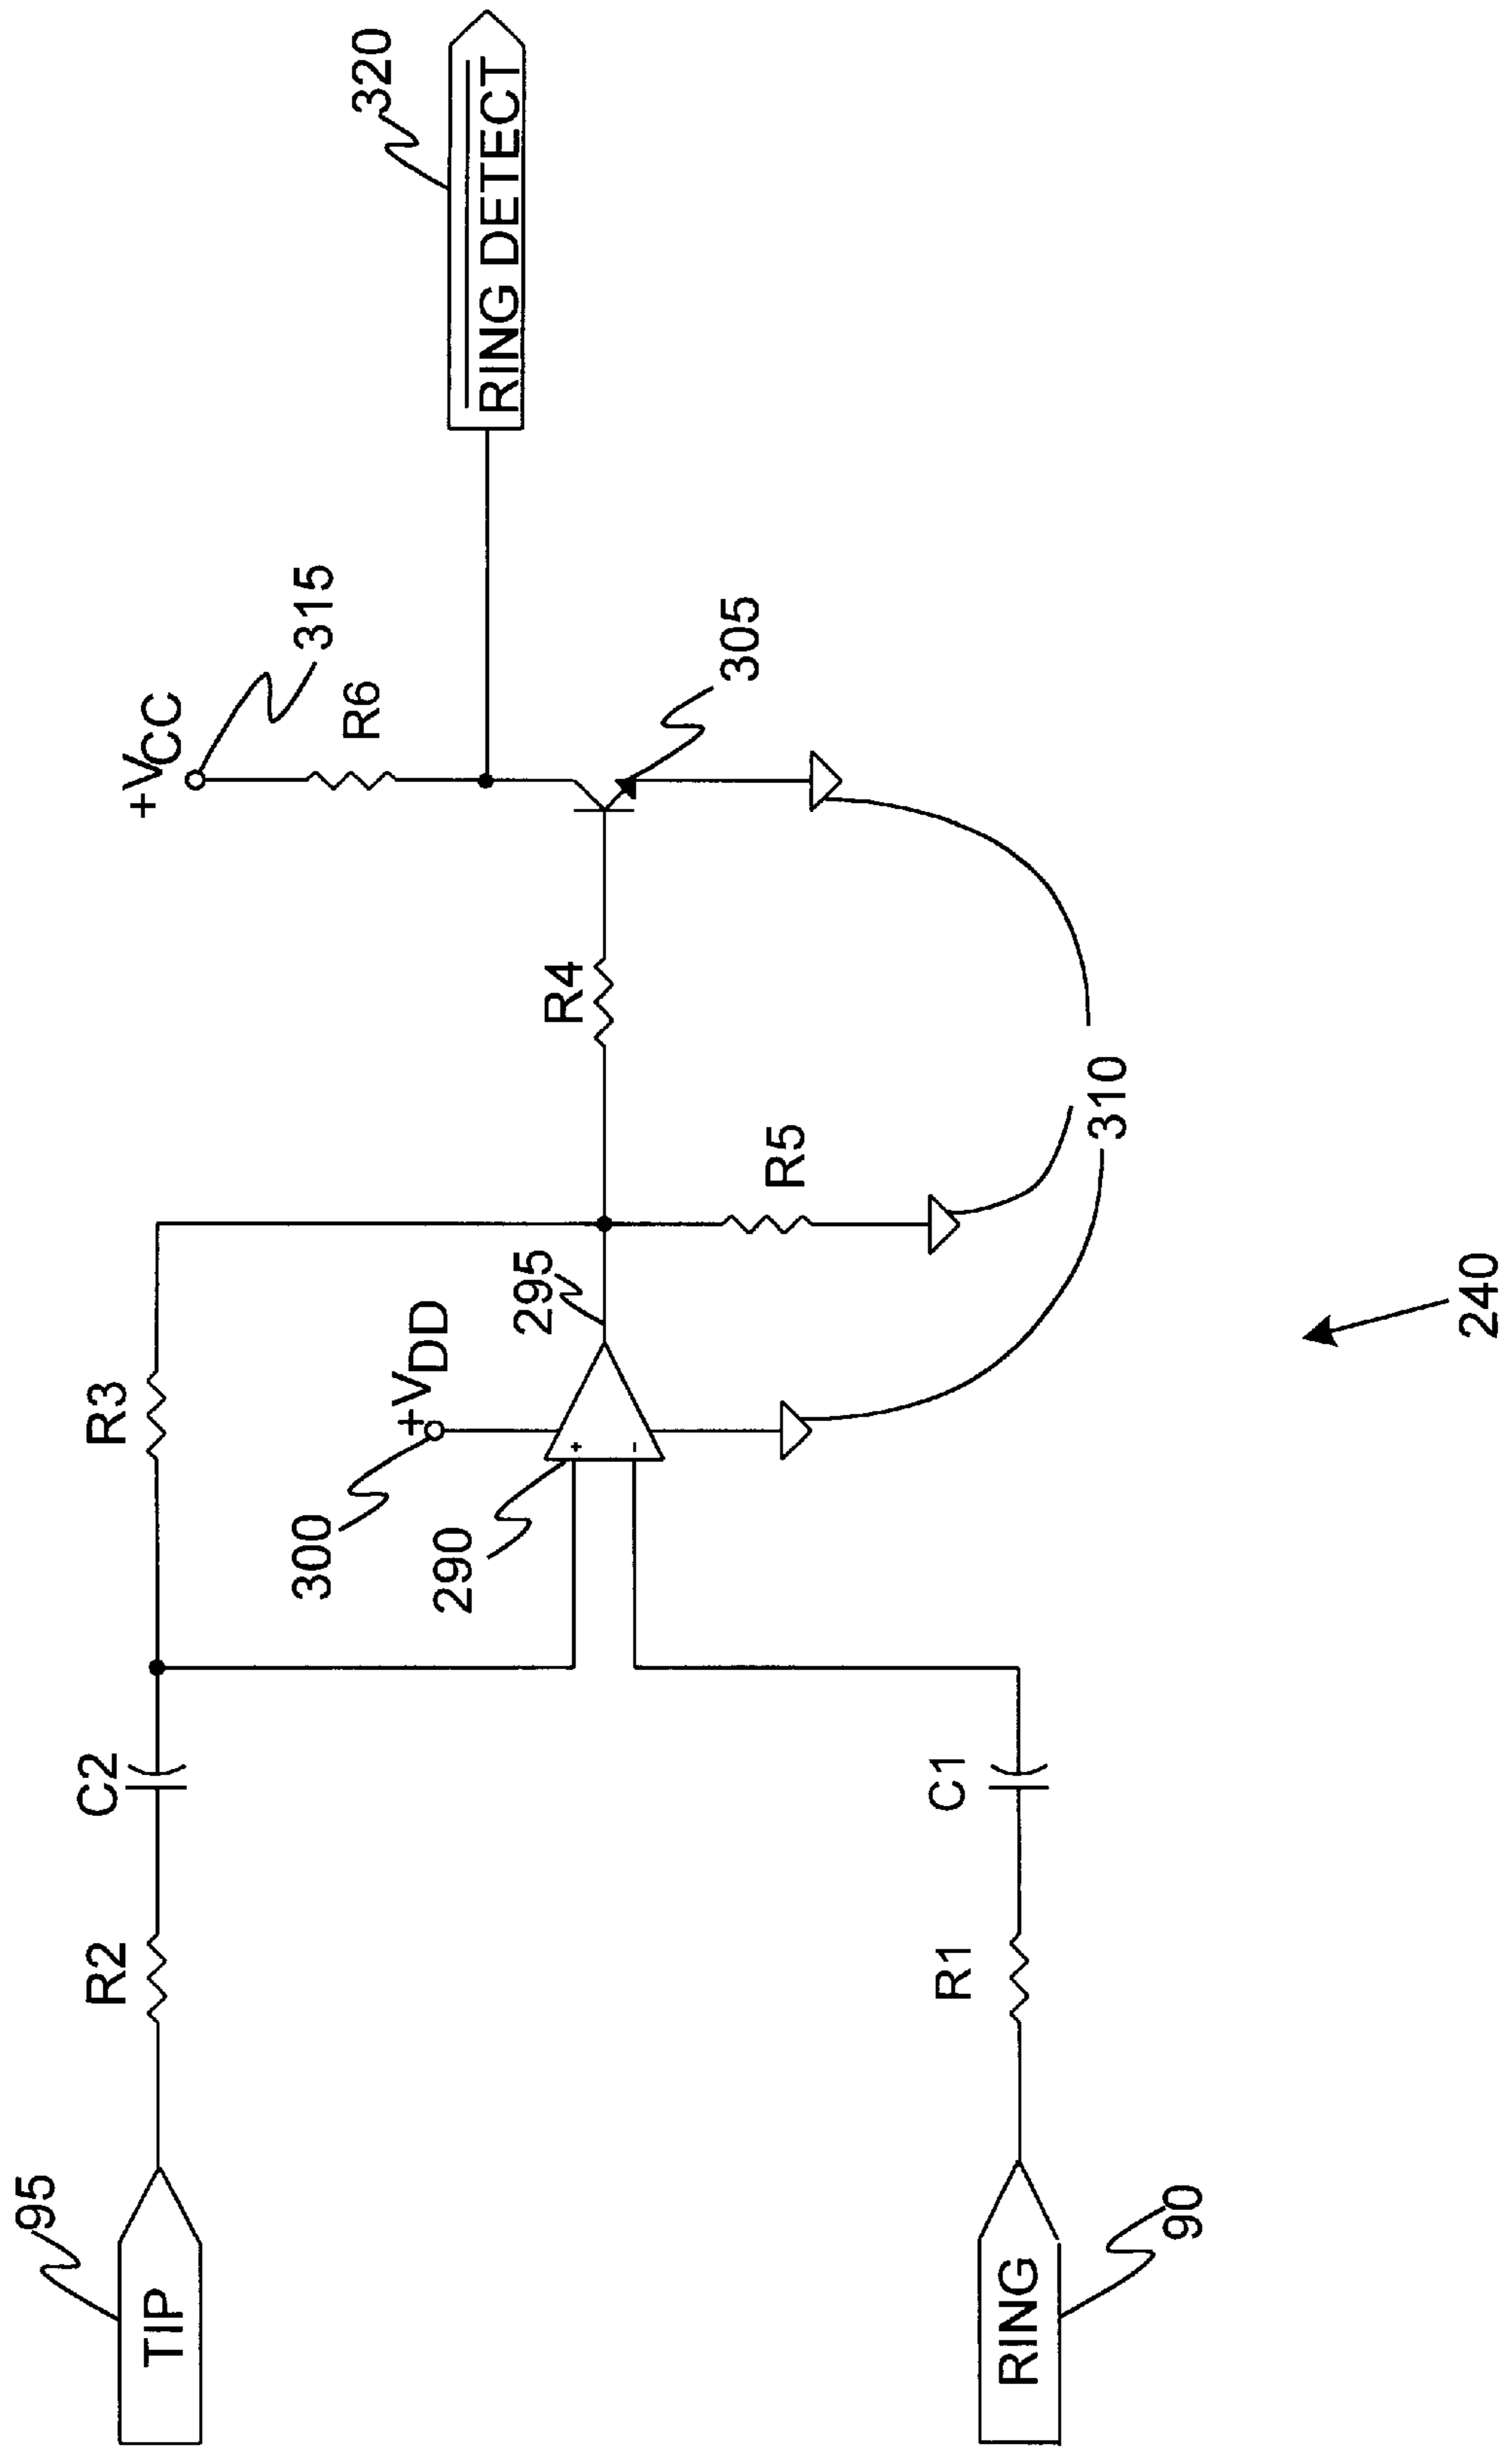 95
TIP
R2
C2
R3
300
+VDD
290
+
-
295
R5
R4
+VCC
315
R6
305
320
RING DETECT
310
90
RING
R1
C1
240